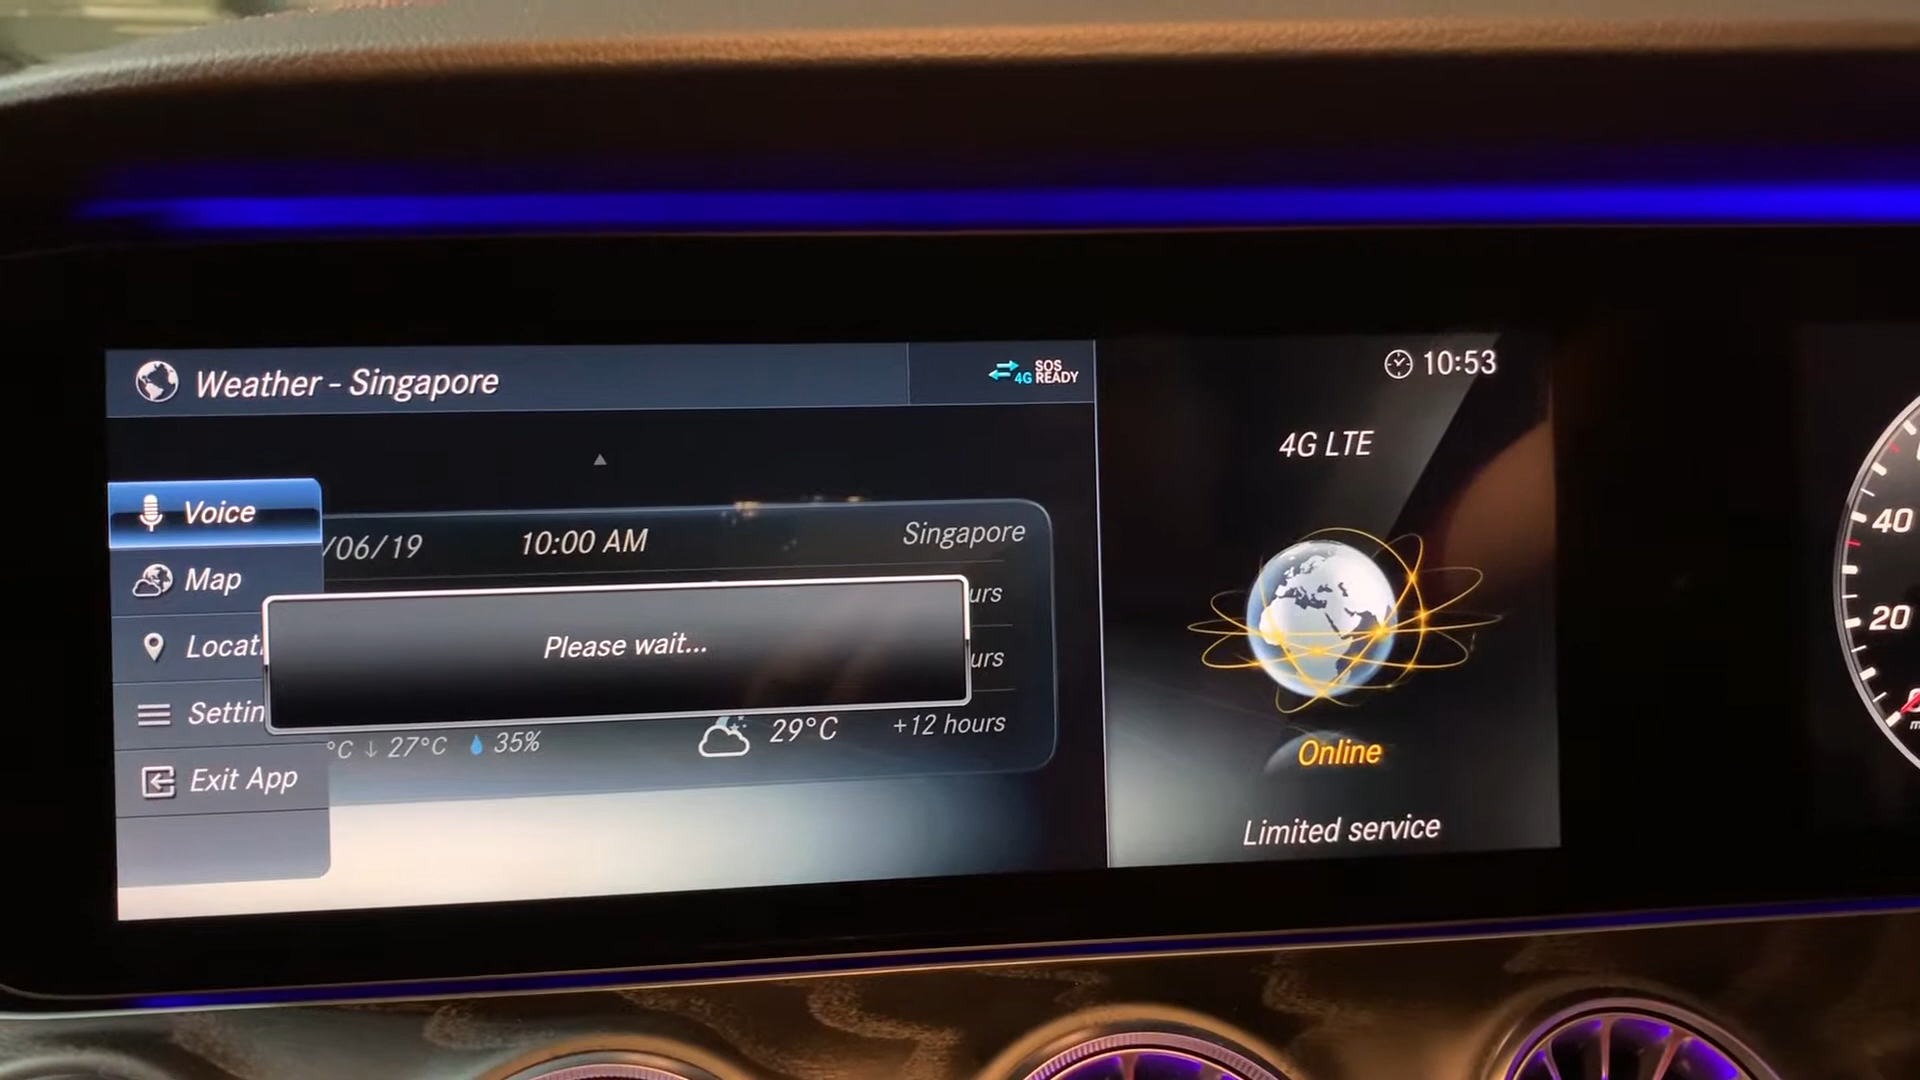 Weather - Singapore
4G SOS READY
10:53
4G LTE
Voice
/06/19 10:00 AM Singapore
Map
urs
Please wait...
Locat
urs
Settin
°C ↓ 27°C 35% 29°C +12 hours
Exit App
Online
Limited service
40
20